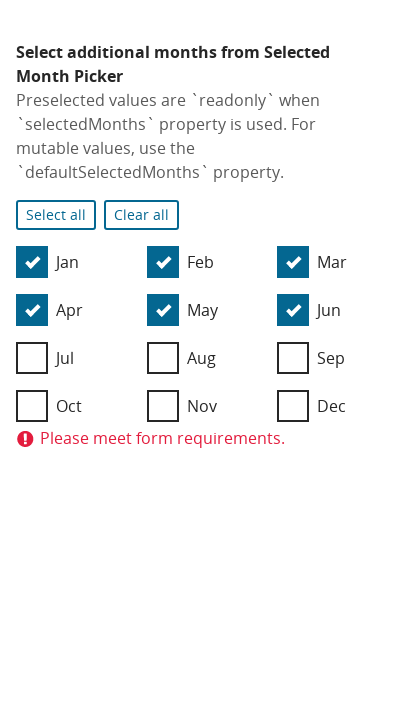 Select additional months from Selected
Month Picker
Preselected values are `readonly` when
`selectedMonths` property is used. For
mutable values, use the
`defaultSelectedMonths` property.
Select all Clear all
Jan Feb Mar
Apr May Jun
Jul Aug Sep
Oct Nov Dec
Please meet form requirements.